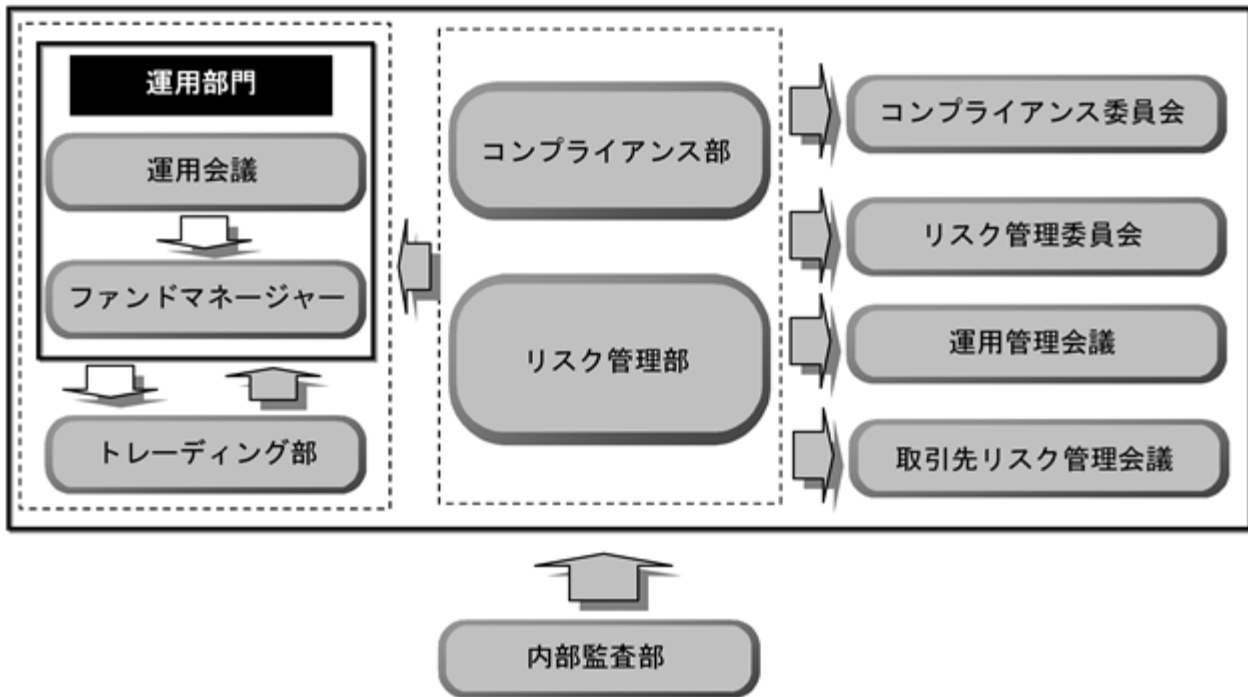 運用部門
運用会議
ファンドマネージャー
トレーディング部
コンプライアンス部
リスク管理部
コンプライアンス委員会
リスク管理委員会
運用管理会議
取引先リスク管理会議
内部監査部